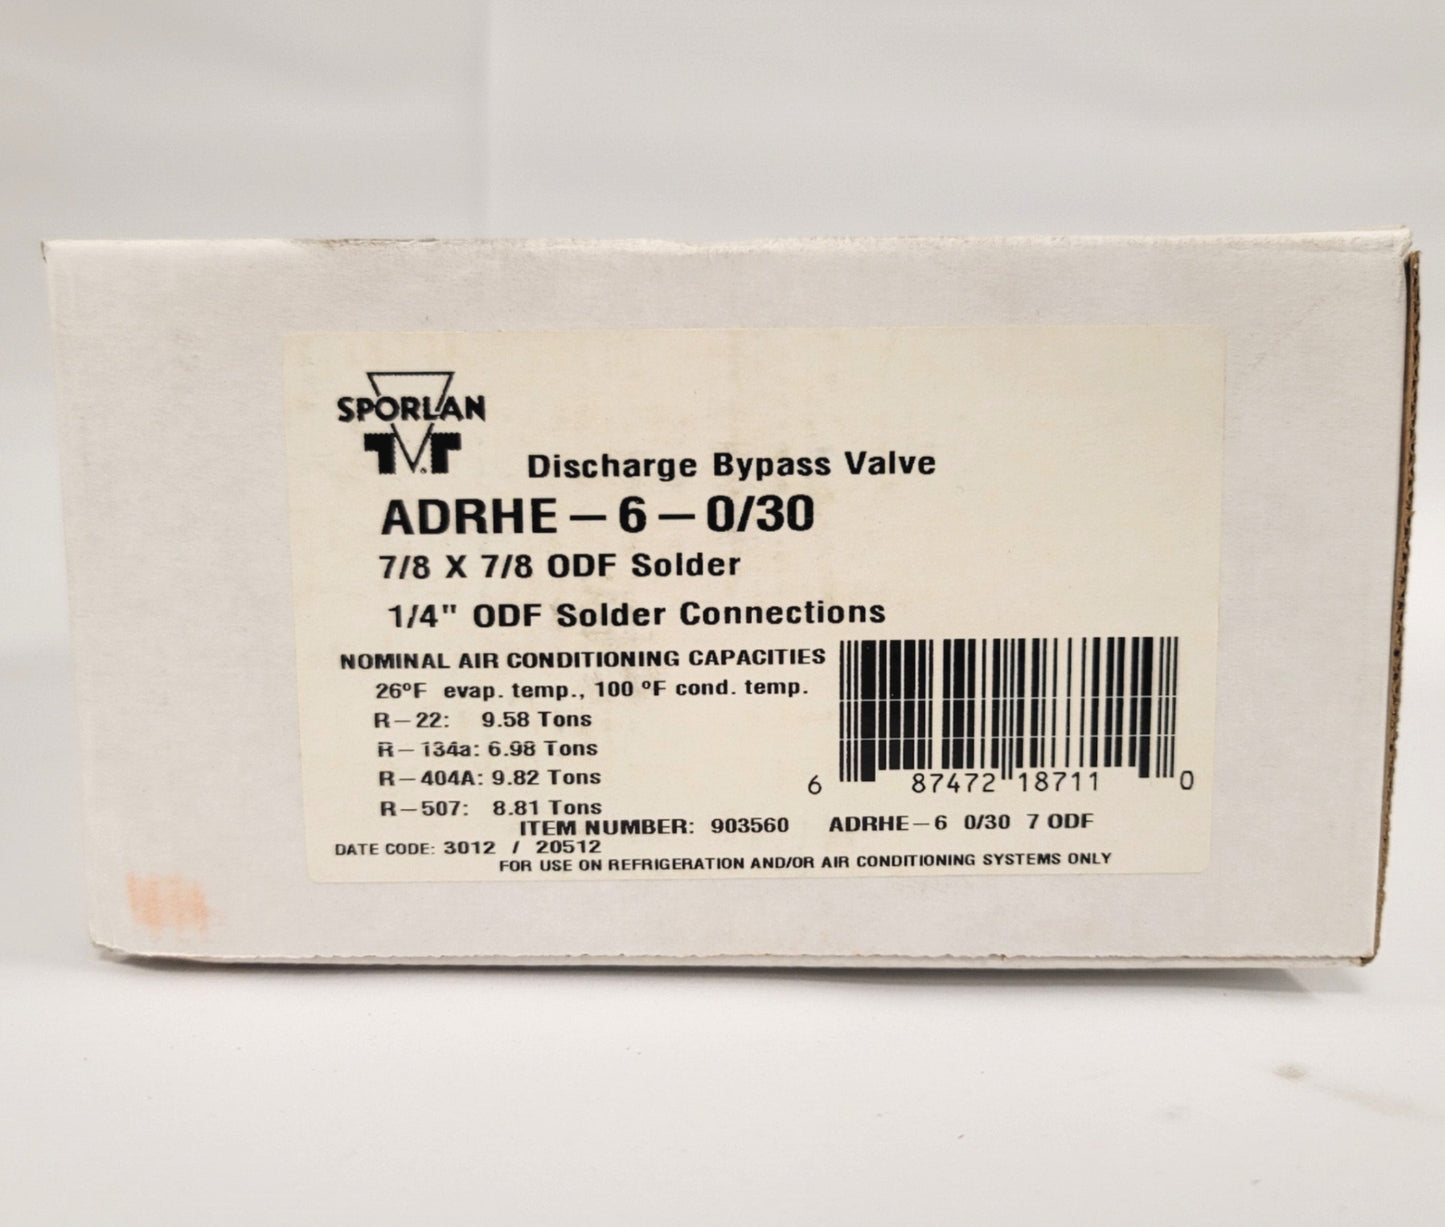 SPORLAN
Discharge Bypass Valve
ADRHE-6-0/30
7/8 X 7/8 ODF Solder
1/4" ODF Solder Connections
NOMINAL AIR CONDITIONING CAPACITIES
26ºF evap. temp., 100 ºF cond. temp.
R-22: 9.58 Tons
R-134a: 6.98 Tons
R-404A: 9.82 Tons
R-507: 8.81 Tons
6 87472 18711 0
ITEM NUMBER: 903560 ADRHE-6 0/30 7 ODF
DATE CODE: 3012 / 20512
FOR USE ON REFRIGERATION AND/OR AIR CONDITIONING SYSTEMS ONLY